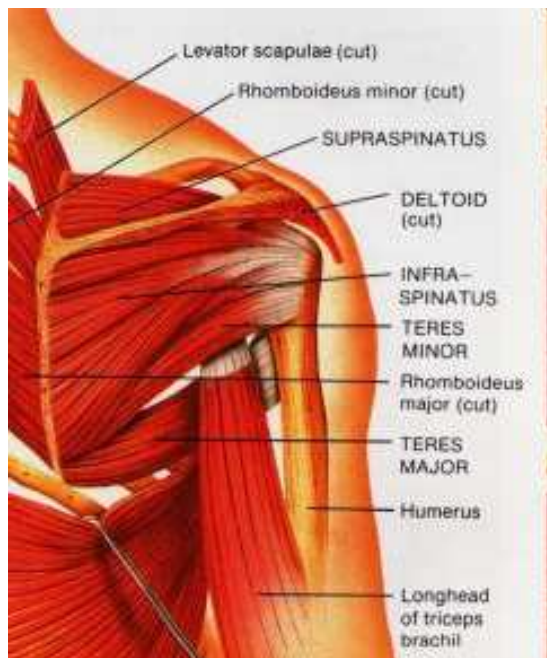 Levator scapulae (cut)
Rhomboideus minor (cut)
SUPRASPINATUS
DELTOID
(cut)
INFRA–
SPINATUS
TERES
MINOR
Rhomboideus
major (cut)
TERES
MAJOR
Humerus
Longhead
of triceps
brachil